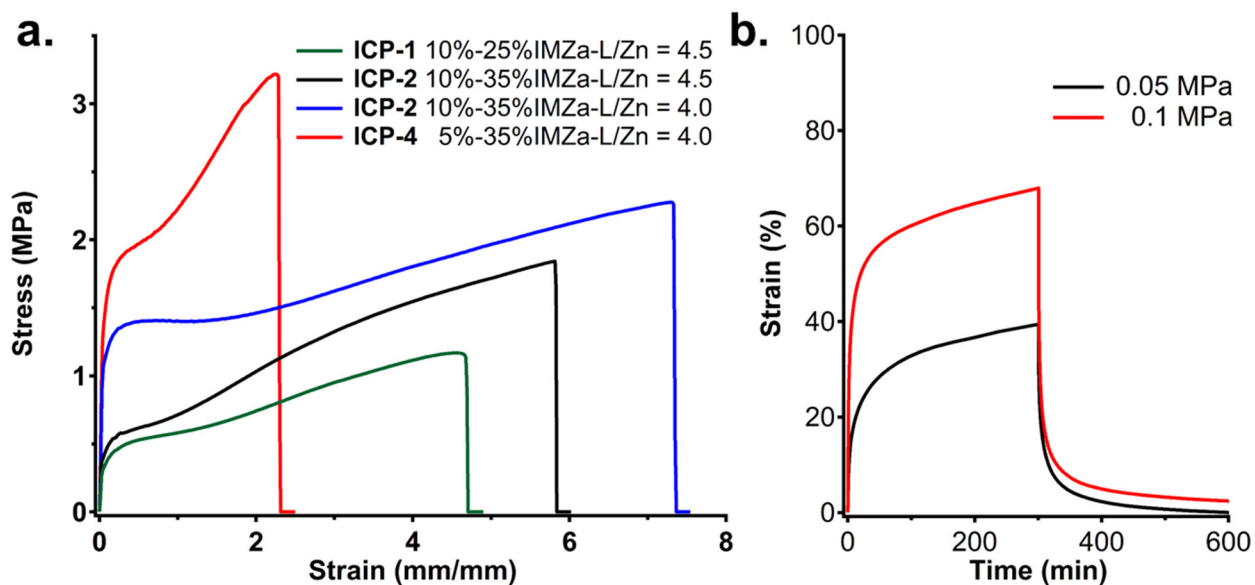 a.
ICP-1 10%-25%IMZa-L/Zn = 4.5
ICP-2 10%-35%IMZa-L/Zn = 4.5
ICP-2 10%-35%IMZa-L/Zn = 4.0
ICP-4 5%-35%IMZa-L/Zn = 4.0
Stress (MPa)
3
2
1
0
0 2 4 6 8
Strain (mm/mm)
b.
0.05 MPa
0.1 MPa
Strain (%)
100
80
60
40
20
0
0 200 400 600
Time (min)